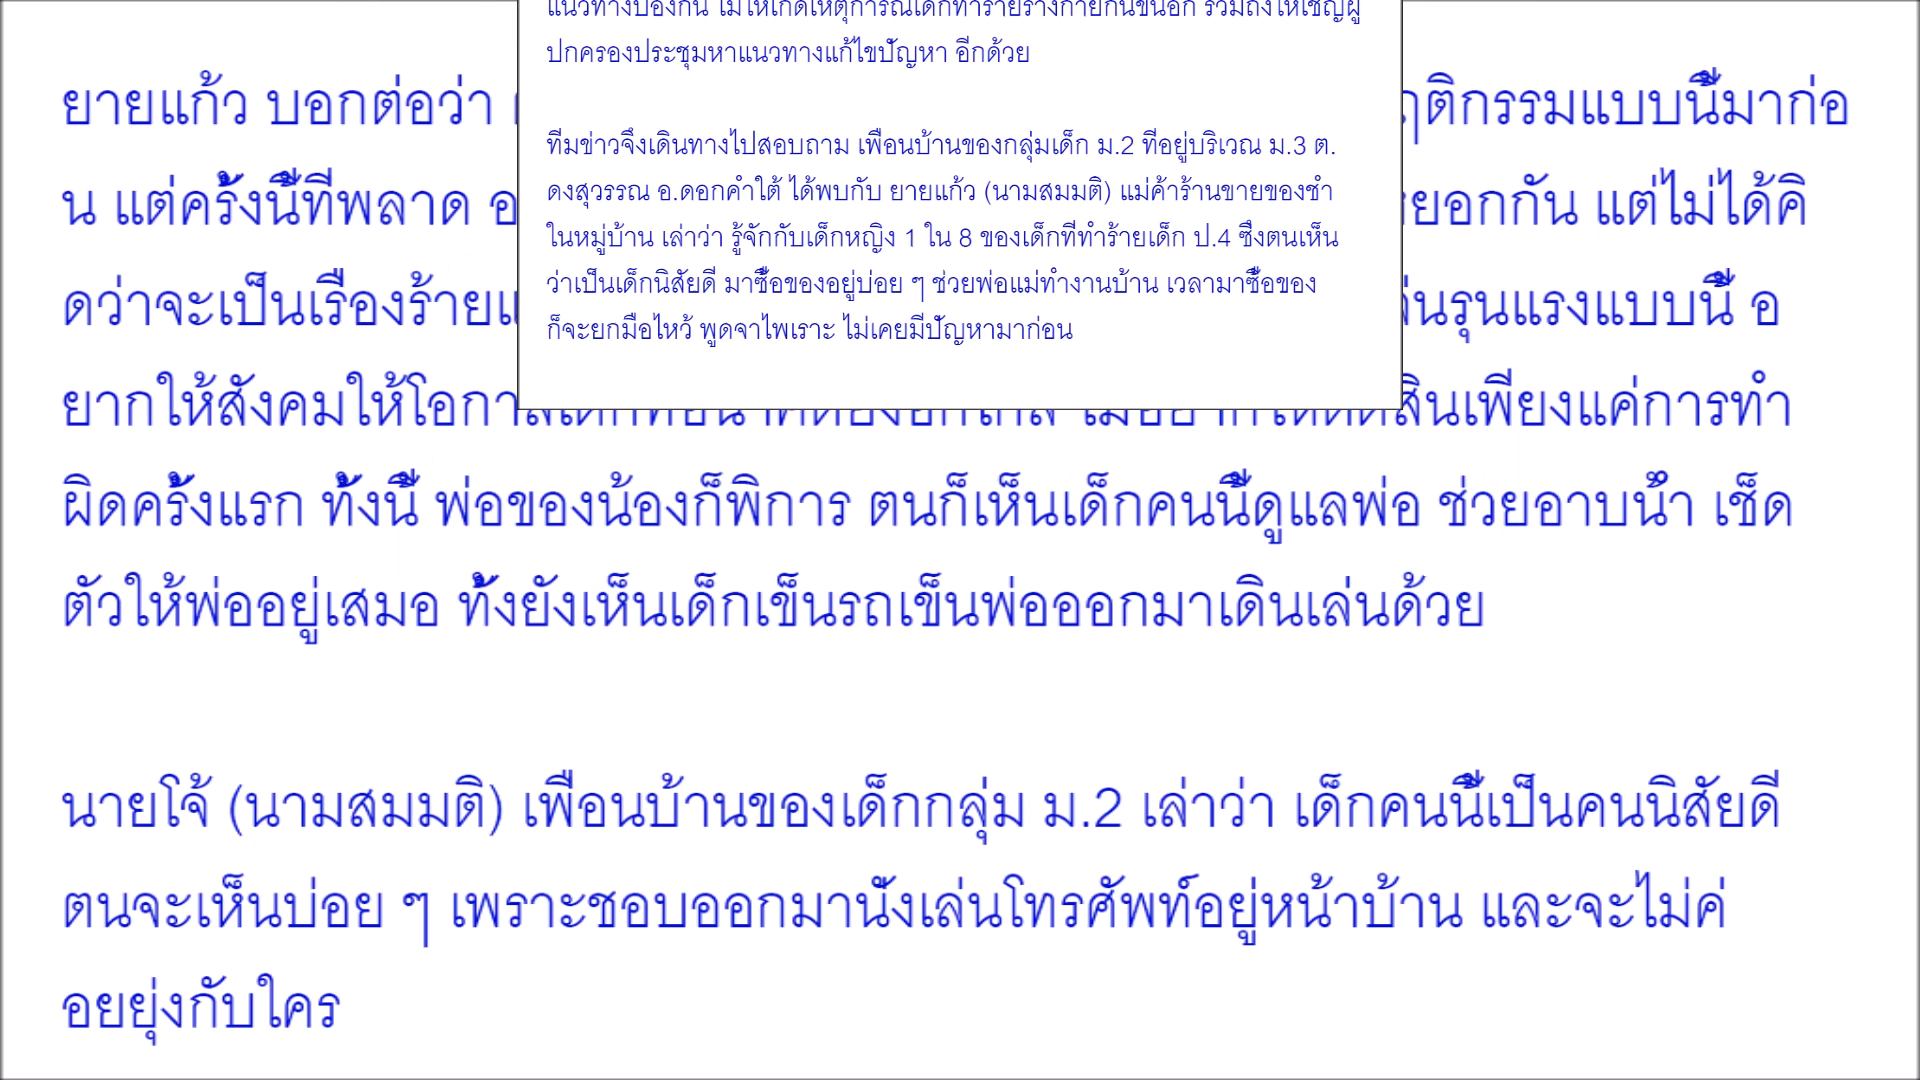 แนวทางป้องกัน ไม่ให้เกิดเหตุการณ์เด็กทำร้ายร่างกายกันขึ้นอีก รวมถึงให้เชิญผู้
ปกครองประชุมหาแนวทางแก้ไขปัญหา อีกด้วย
ทีมข่าวจึงเดินทางไปสอบถาม เพื่อนบ้านของกลุ่มเด็ก ม.2 ที่อยู่บริเวณ ม.3 ต.
ดงสุวรรณ อ.ดอกคำใต้ ได้พบกับ ยายแก้ว (นามสมมติ) แม่ค้าร้านขายของชำ
ในหมู่บ้าน เล่าว่า รู้จักกับเด็กหญิง 1 ใน 8 ของเด็กที่ทำร้ายเด็ก ป.4 ซึ่งตนเห็น
ว่าเป็นเด็กนิสัยดี มาซื้อของอยู่บ่อย ๆ ช่วยพ่อแม่ทำงานบ้าน เวลามาซื้อของ
ก็จะยกมือไหว้ พูดจาไพเราะ ไม่เคยมีปัญหามาก่อน
ยายแก้ว บอกต่อว่า ฤติกรรมแบบนี้มาก่อ
น แต่ครั้งนี้ที่พลาด ยอกกัน แต่ไม่ได้คิ
ดว่าจะเป็นเรื่องร้าย ่นรุนแรงแบบนี้ อ
ยากให้สังคมให้โอกา สินเพียงแค่การทำ
ผิดครั้งแรก ทั้งนี้ พ่อของน้องก็พิการ ตนก็เห็นเด็กคนนี้ดูแลพ่อ ช่วยอาบน้ำ เช็ด
ตัวให้พ่ออยู่เสมอ ทั้งยังเห็นเด็กเข็นรถเข็นพ่อออกมาเดินเล่นด้วย
นายโจ้ (นามสมมติ) เพื่อนบ้านของเด็กกลุ่ม ม.2 เล่าว่า เด็กคนนี้เป็นคนนิสัยดี
ตนจะเห็นบ่อย ๆ เพราะชอบออกมานั่งเล่นโทรศัพท์อยู่หน้าบ้าน และจะไม่ค่
อยยุ่งกับใคร